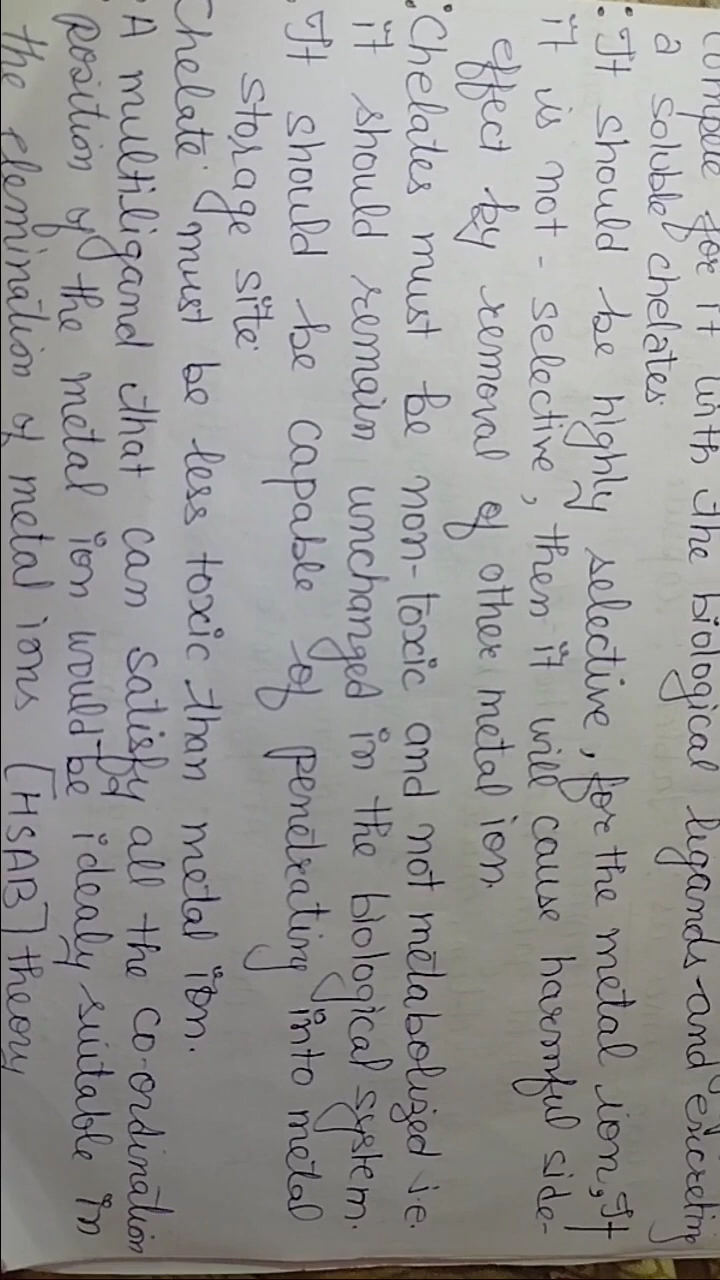 compete for it with the biological ligands and excreting
a soluble chelates
: It should be highly selective, for the metal ion, If
it is not - selective, then it will cause harmful side-
effect by removal of other metal ion.
: Chelates must be non-toxic and not metabolized i.e.
it should remain unchanged in the biological system.
. It should be capable of penetrating into metal
storage site.
Chelate must be less toxic than metal ion.
. A multiligand that can satisfy all the co-ordination
position of the metal ion would be idealy suitable in
the elemination of metal ions [HSAB] theory